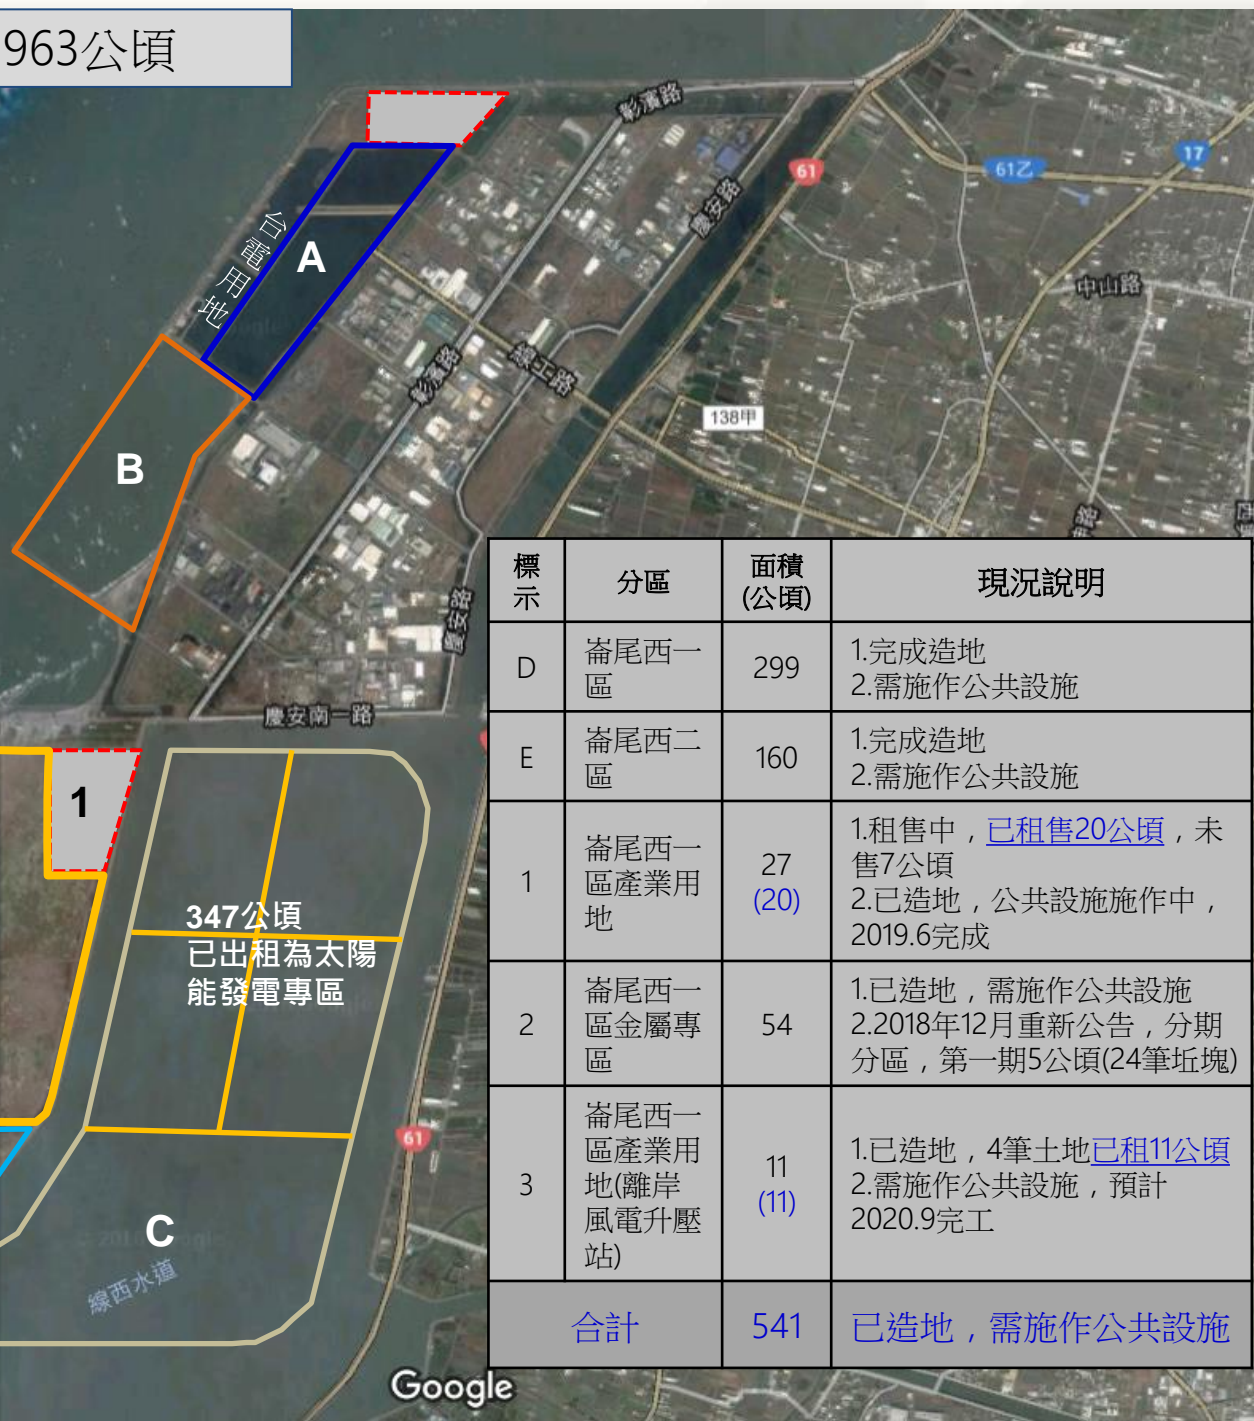 963公頃
彰濱路
慶安路
61
61乙
17
中山路
台電用地
A
彰濱路
線工路
138甲
B
慶安路
慶安南一路
1
347公頃
已出租為太陽
能發電專區
61
C
線西水道
Google
標示
分區
面積
(公頃)
現況說明
D
崙尾西一
區
299
1.完成造地
2.需施作公共設施
E
崙尾西二
區
160
1.完成造地
2.需施作公共設施
1
崙尾西一
區產業用
地
27
(20)
1.租售中，已租售20公頃，未
售7公頃
2.已造地，公共設施施作中，
2019.6完成
2
崙尾西一
區金屬專
區
54
1.已造地，需施作公共設施
2.2018年12月重新公告，分期
分區，第一期5公頃(24筆坵塊)
3
崙尾西一
區產業用
地(離岸
風電升壓
站)
11
(11)
1.已造地，4筆土地已租11公頃
2.需施作公共設施，預計
2020.9完工
合計
541
已造地，需施作公共設施